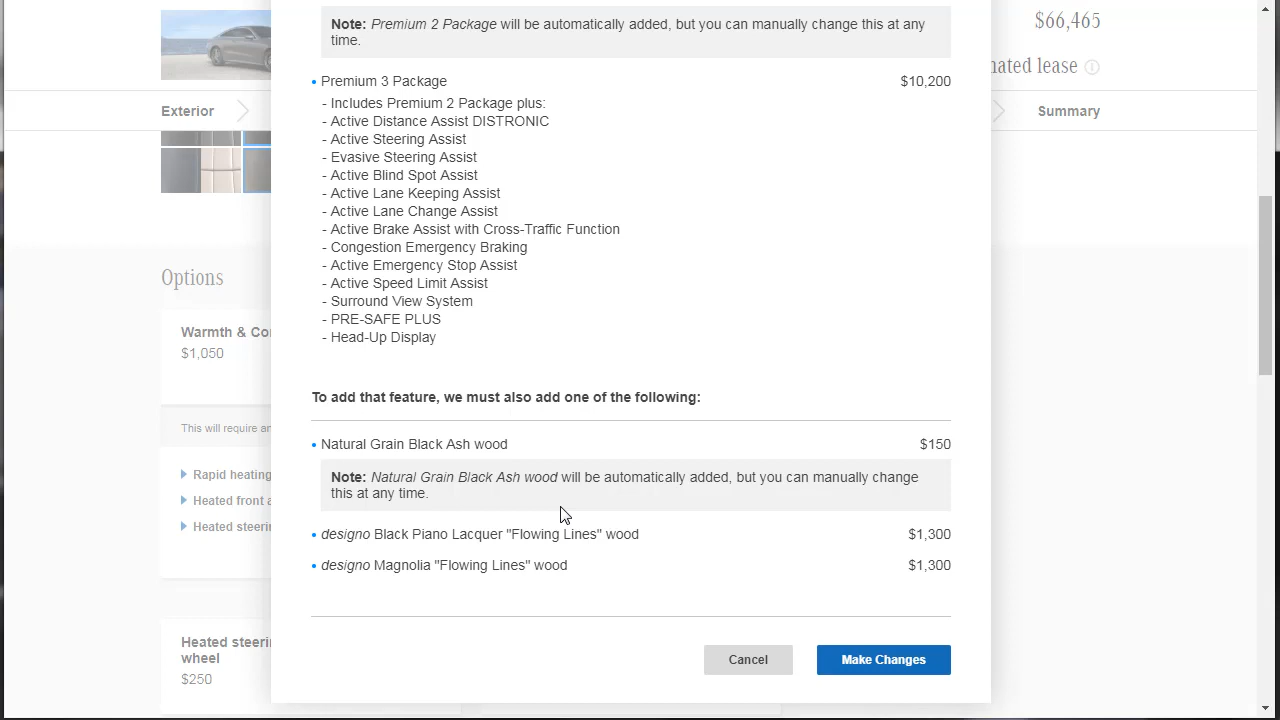 $66,465
Note: Premium 2 Package will be automatically added, but you can manually change this at any
time.
lease
Exterior
Summary
Premium 3 Package $10,200
- Includes Premium 2 Package plus:
- Active Distance Assist DISTRONIC
- Active Steering Assist
- Evasive Steering Assist
- Active Blind Spot Assist
- Active Lane Keeping Assist
- Active Lane Change Assist
- Active Brake Assist with Cross-Traffic Function
- Congestion Emergency Braking
- Active Emergency Stop Assist
- Active Speed Limit Assist
- Surround View System
- PRE-SAFE PLUS
- Head-Up Display
Options
Warmth &
$1,050
This will require
Rapid heating
Heated front
Heated
To add that feature, we must also add one of the following:
Natural Grain Black Ash wood $150
Note: Natural Grain Black Ash wood will be automatically added, but you can manually change
this at any time.
designo Black Piano Lacquer "Flowing Lines" wood $1,300
designo Magnolia "Flowing Lines" wood $1,300
Heated
wheel
$250
Cancel
Make Changes